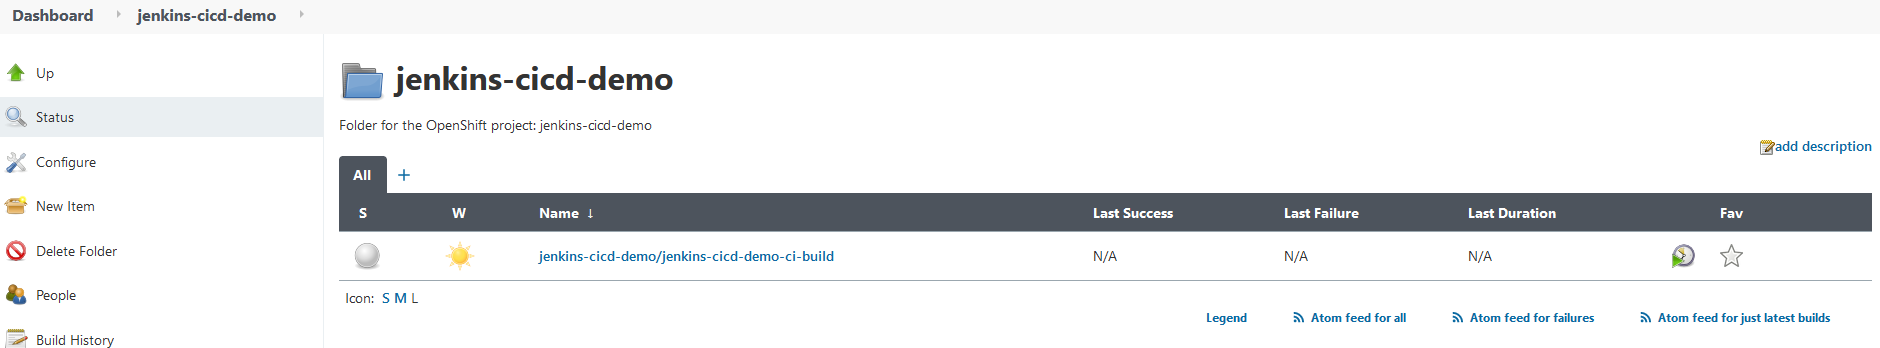 Dashboard jenkins-cicd-demo
Up
Status
Configure
New Item
Delete Folder
People
Build History
jenkins-cicd-demo
Folder for the OpenShift project: jenkins-cicd-demo
add description
All +
S W Name ↓ Last Success Last Failure Last Duration Fav
jenkins-cicd-demo/jenkins-cicd-demo-ci-build N/A N/A N/A
Icon: S M L
Legend Atom feed for all Atom feed for failures Atom feed for just latest builds